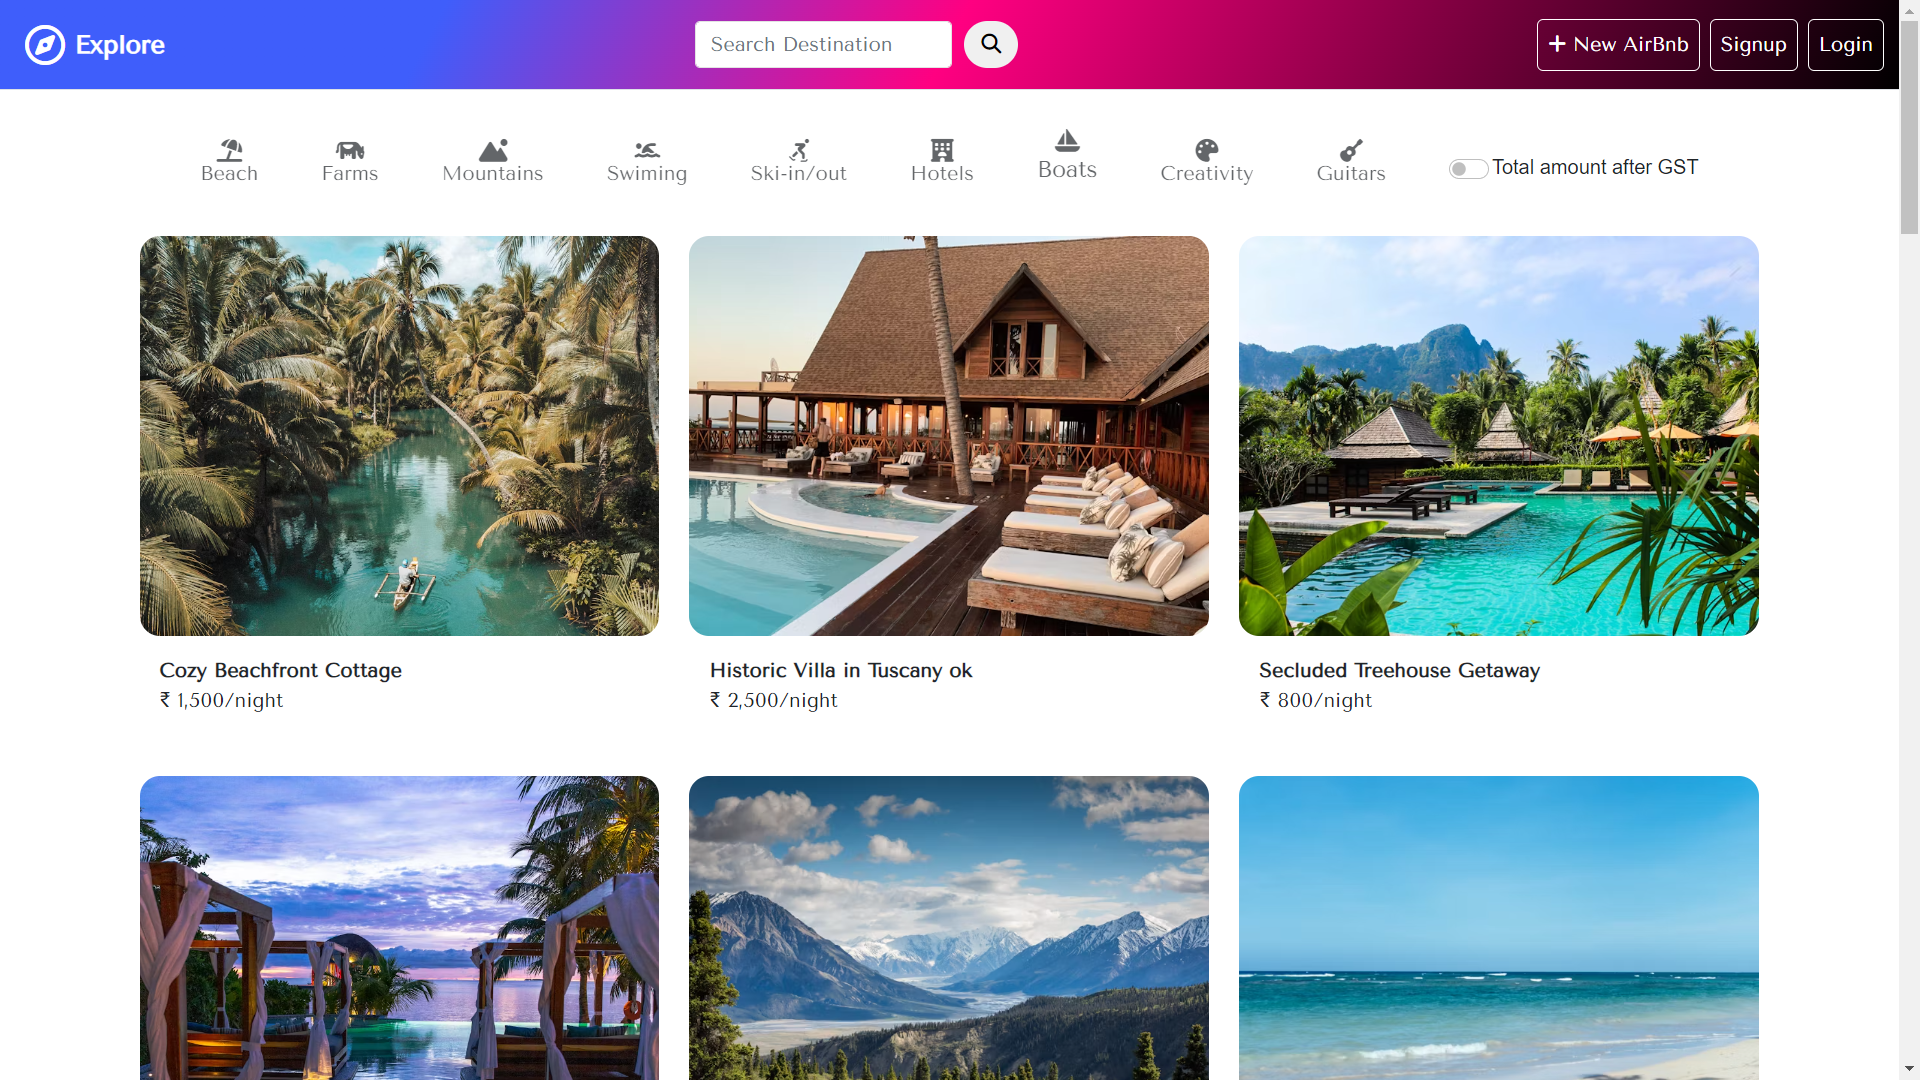 Explore
Search Destination
New AirBnb
Signup
Login
Beach
Farms
Mountains
Swiming
Ski-in/out
Hotels
Boats
Creativity
Guitars
Total amount after GST
Cozy Beachfront Cottage
₹ 1,500/night
Historic Villa in Tuscany ok
₹ 2,500/night
Secluded Treehouse Getaway
₹ 800/night